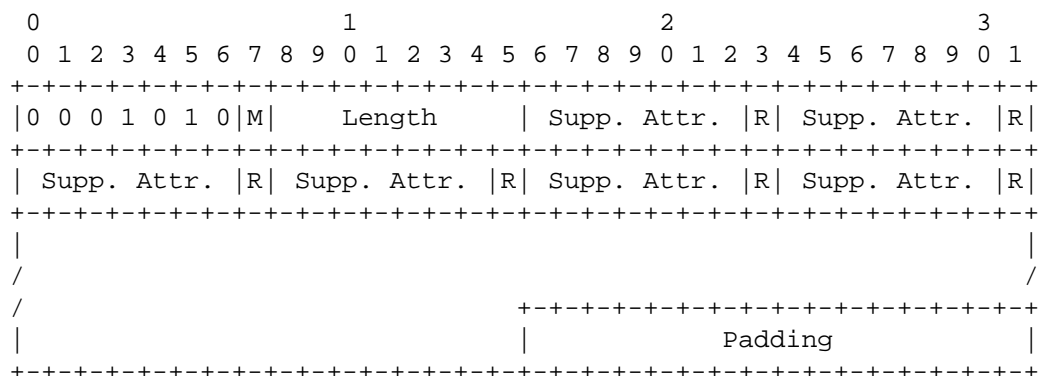 0                   1                   2                   3
 0 1 2 3 4 5 6 7 8 9 0 1 2 3 4 5 6 7 8 9 0 1 2 3 4 5 6 7 8 9 0 1
+-+-+-+-+-+-+-+-+-+-+-+-+-+-+-+-+-+-+-+-+-+-+-+-+-+-+-+-+-+-+-+-+
|0 0 0 1 0 1 0|M|    Length     | Supp. Attr. |R| Supp. Attr. |R|
+-+-+-+-+-+-+-+-+-+-+-+-+-+-+-+-+-+-+-+-+-+-+-+-+-+-+-+-+-+-+-+-+
| Supp. Attr. |R| Supp. Attr. |R| Supp. Attr. |R| Supp. Attr. |R|
+-+-+-+-+-+-+-+-+-+-+-+-+-+-+-+-+-+-+-+-+-+-+-+-+-+-+-+-+-+-+-+-+
|                                                               |
/                                                               /
/                               +-+-+-+-+-+-+-+-+-+-+-+-+-+-+-+-+
|                               |            Padding            |
+-+-+-+-+-+-+-+-+-+-+-+-+-+-+-+-+-+-+-+-+-+-+-+-+-+-+-+-+-+-+-+-+